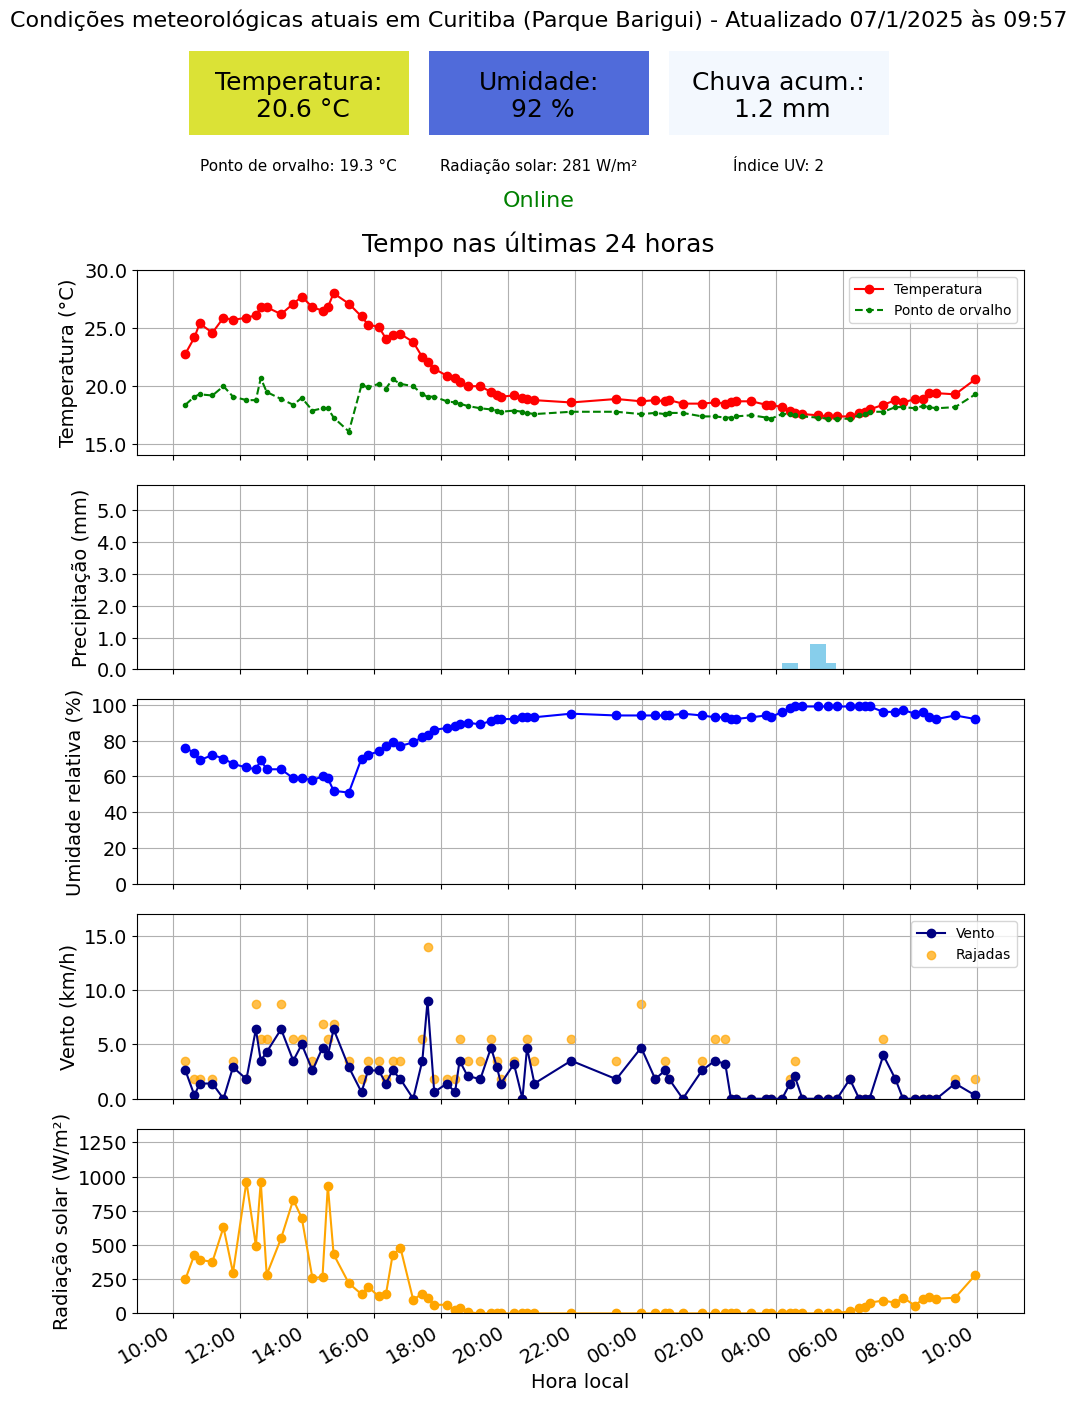 Condições meteorológicas atuais em Curitiba (Parque Barigui) - Atualizado 07/1/2025 às 09:57
Temperatura:
20.6 °C
Umidade:
92 %
Chuva acum.:
1.2 mm
Ponto de orvalho: 19.3 °C
Radiação solar: 281 W/m²
Índice UV: 2
Online
Tempo nas últimas 24 horas
Temperatura (°C)
30.0
25.0
20.0
15.0
Temperatura
Ponto de orvalho
Precipitação (mm)
5.0
4.0
3.0
2.0
1.0
0.0
Umidade relativa (%)
100
80
60
40
20
0
Vento (km/h)
15.0
10.0
5.0
0.0
Vento
Rajadas
Radiação solar (W/m²)
1250
1000
750
500
250
0
10:00
12:00
14:00
16:00
18:00
20:00
22:00
00:00
02:00
04:00
06:00
08:00
10:00
Hora local